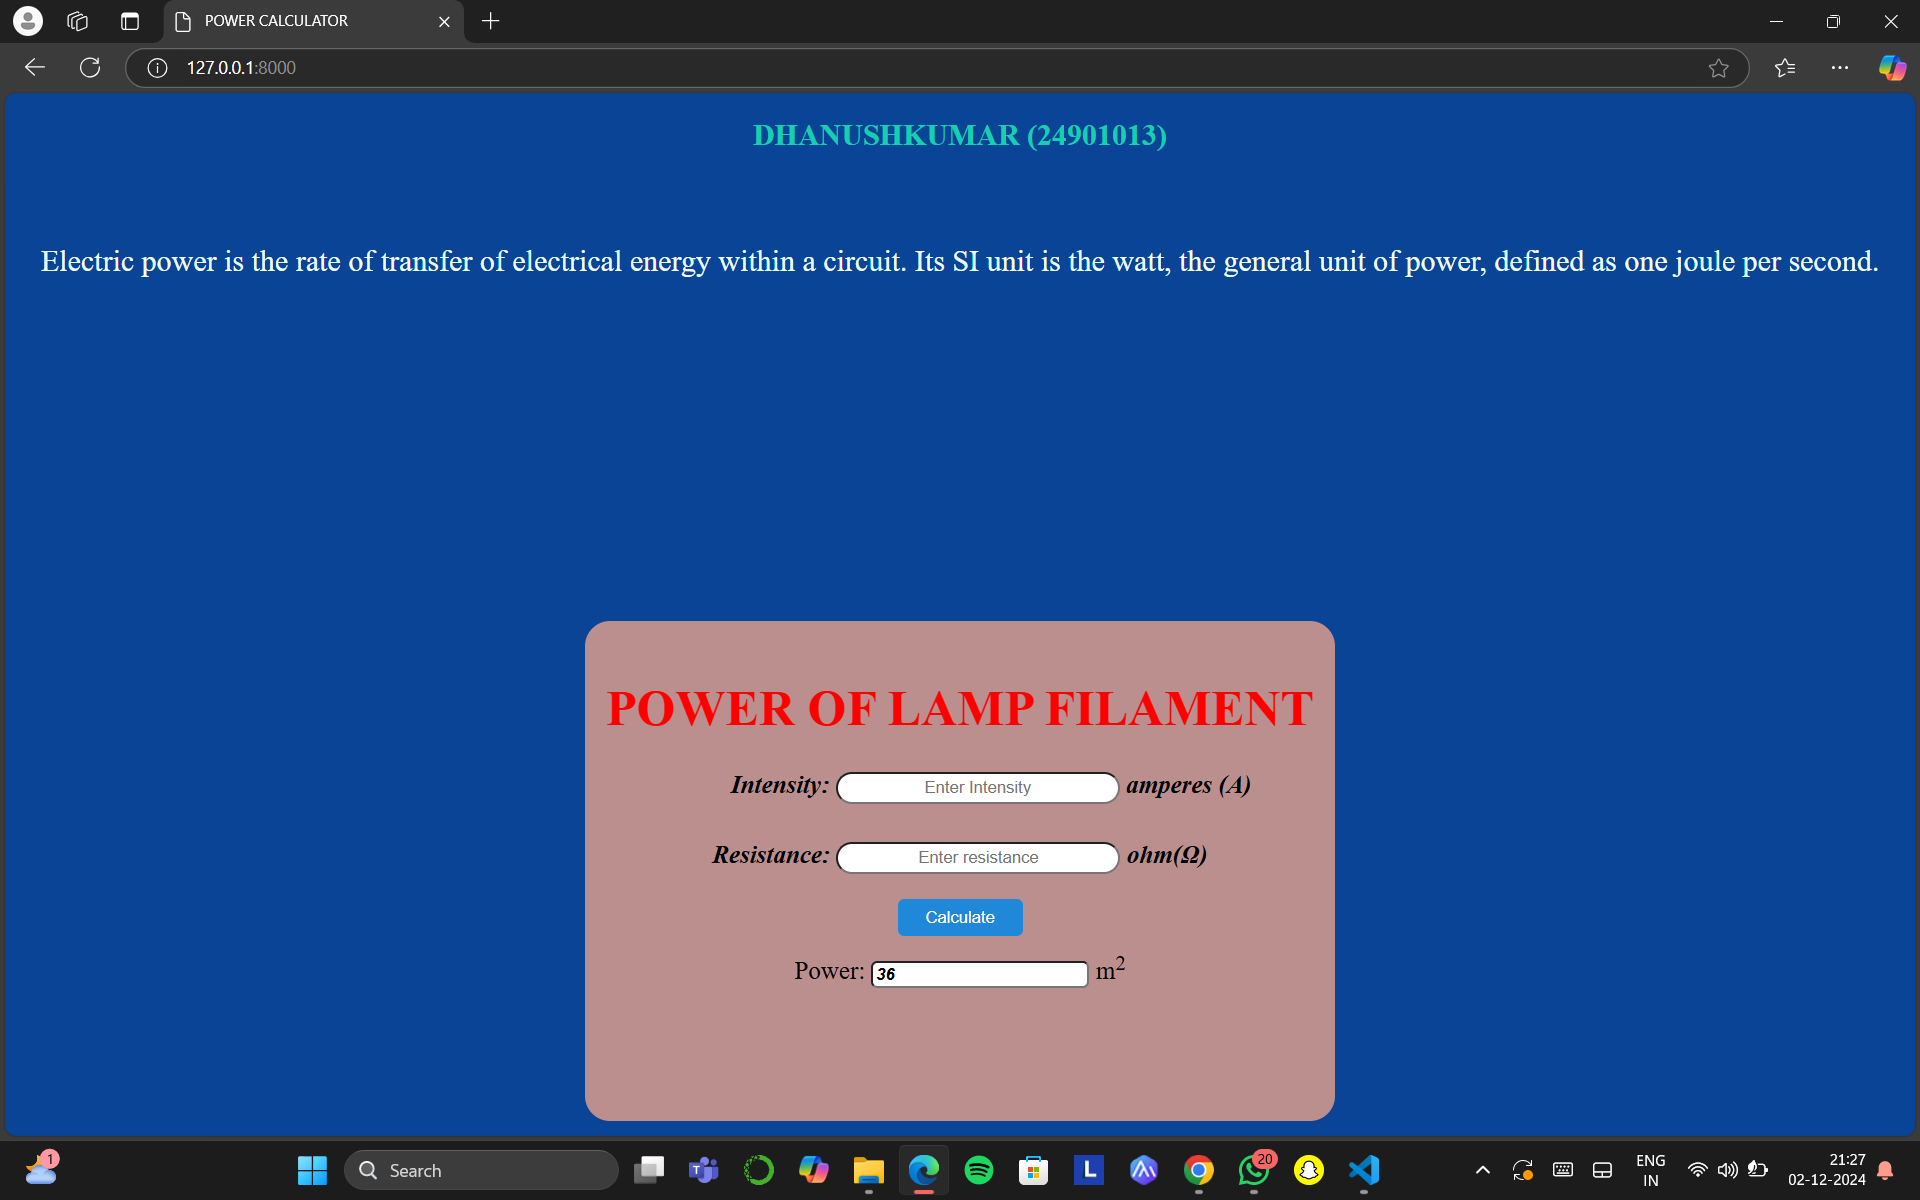 POWER CALCULATOR
127.0.0.1:8000
DHANUSHKUMAR (24901013)
Electric power is the rate of transfer of electrical energy within a circuit. Its SI unit is the watt, the general unit of power, defined as one joule per second.
POWER OF LAMP FILAMENT
Intensity: Enter Intensity amperes (A)
Resistance: Enter resistance ohm(Ω)
Calculate
Power: 36 m²
1
Search
T
L
20
ENG
IN
21:27
02-12-2024